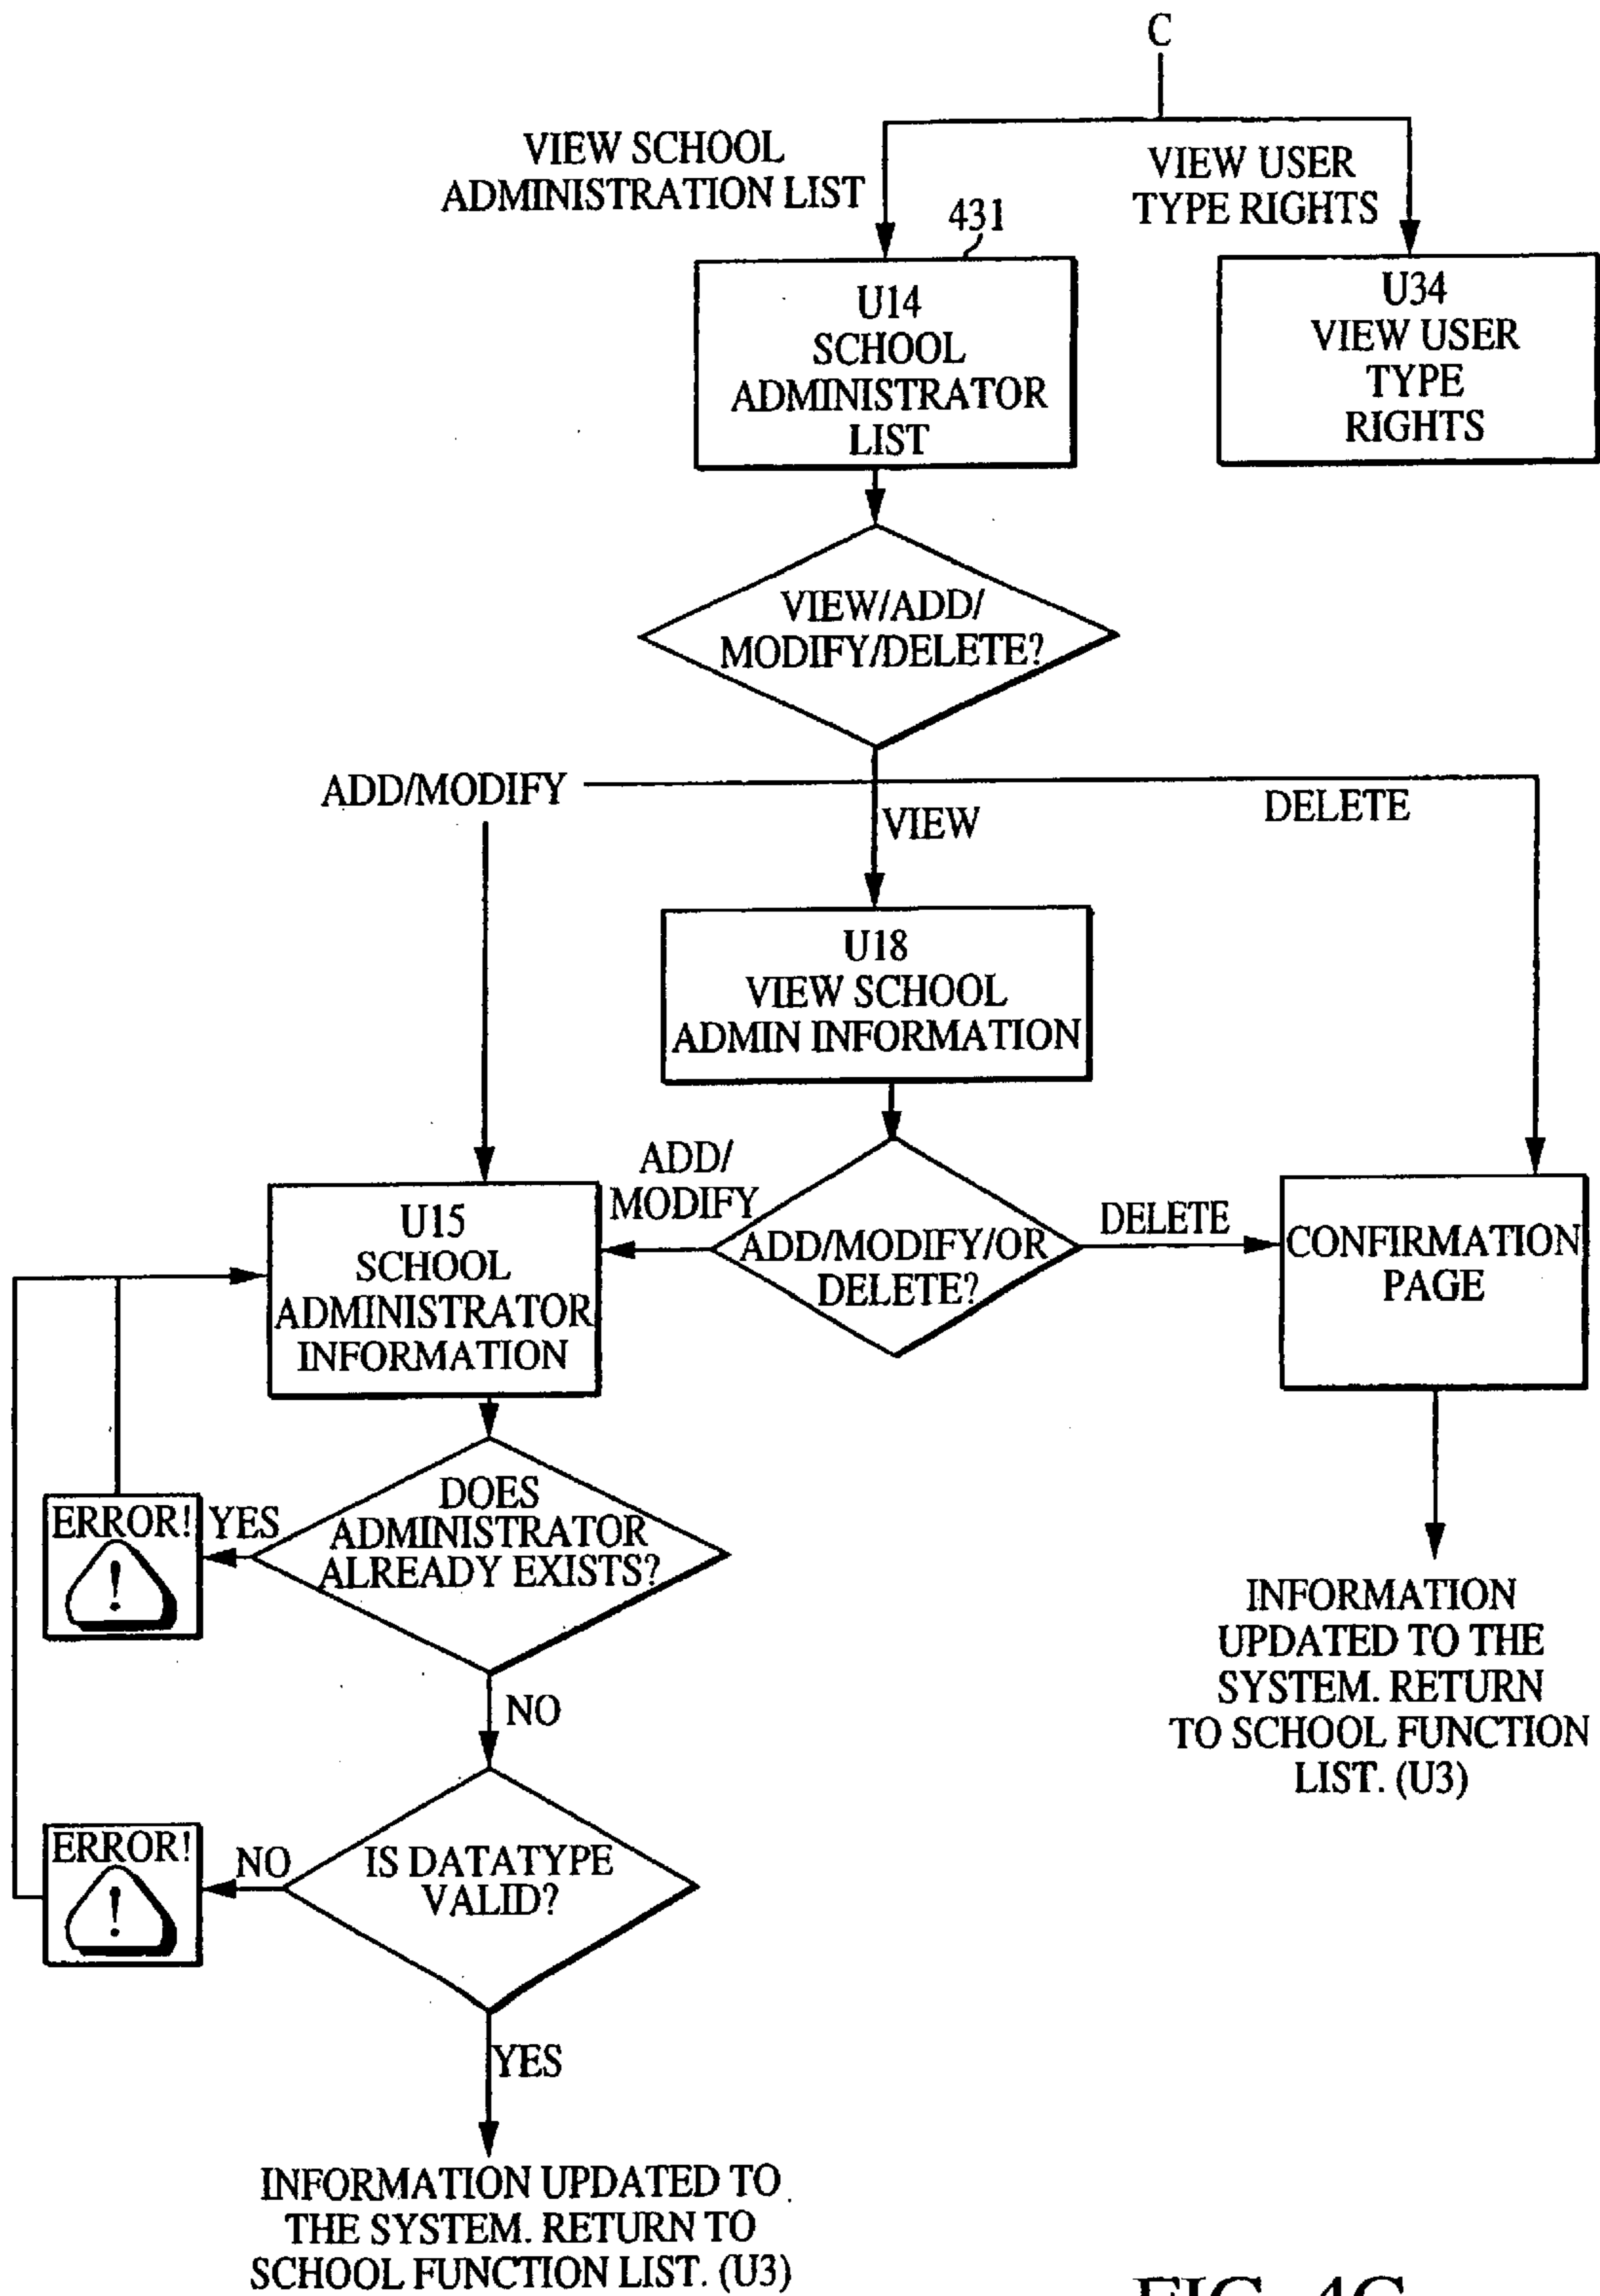 C
VIEW SCHOOL
ADMINISTRATION LIST
VIEW USER
TYPE RIGHTS
431
U14
SCHOOL
ADMINISTRATOR
LIST
U34
VIEW USER
TYPE
RIGHTS
VIEW/ADD/
MODIFY/DELETE?
ADD/MODIFY
VIEW
DELETE
U18
VIEW SCHOOL
ADMIN INFORMATION
ADD/
MODIFY
U15
SCHOOL
ADMINISTRATOR
INFORMATION
ADD/MODIFY/OR
DELETE?
DELETE
CONFIRMATION
PAGE
ERROR!
!
YES
DOES
ADMINISTRATOR
ALREADY EXISTS?
INFORMATION
UPDATED TO THE
SYSTEM. RETURN
TO SCHOOL FUNCTION
LIST. (U3)
NO
ERROR!
!
NO
IS DATATYPE
VALID?
YES
INFORMATION UPDATED TO
THE SYSTEM. RETURN TO
SCHOOL FUNCTION LIST. (U3)